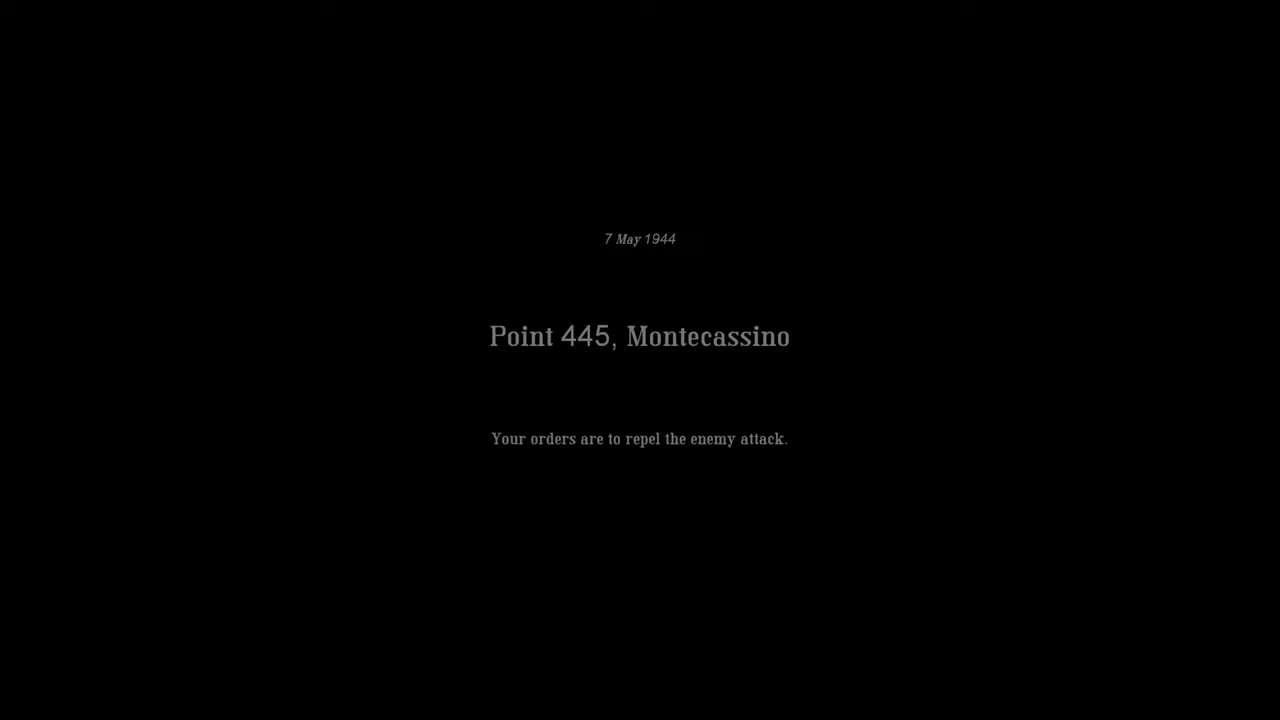 7 May 1944
Point 445, Montecassino
Your orders are to repel the enemy attack.